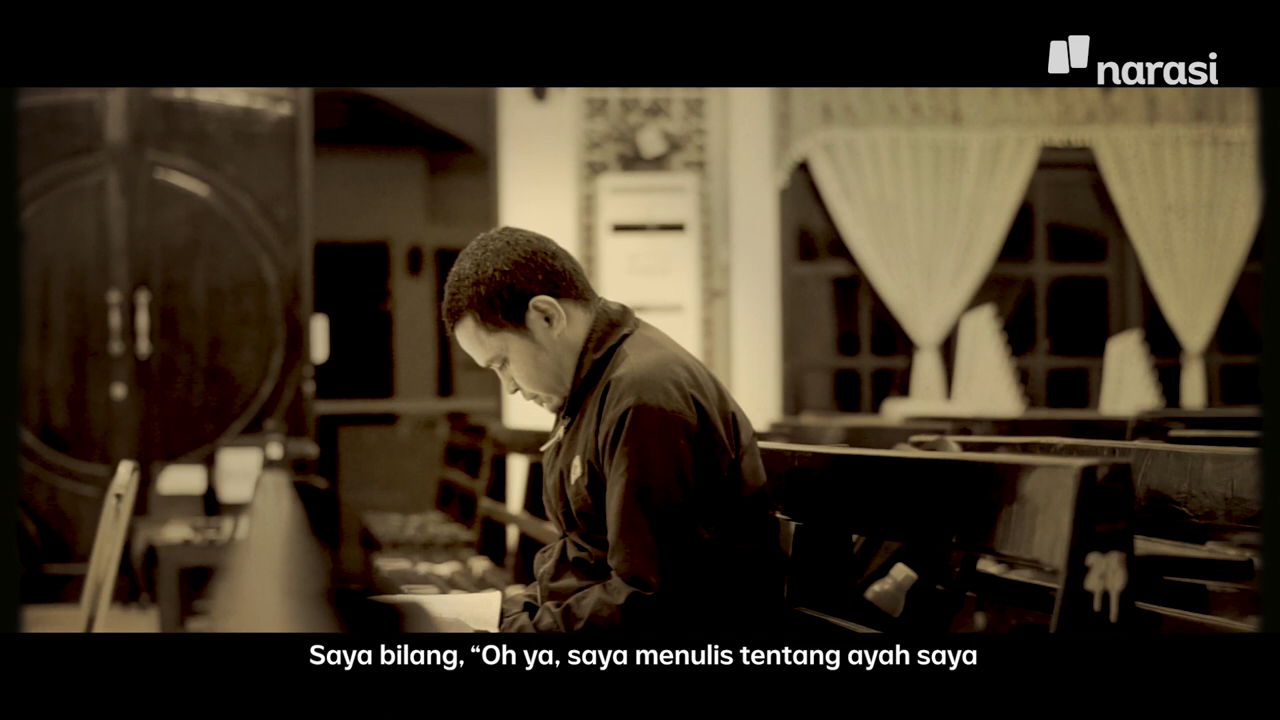 narasi
Saya bilang, “Oh ya, saya menulis tentang ayah saya